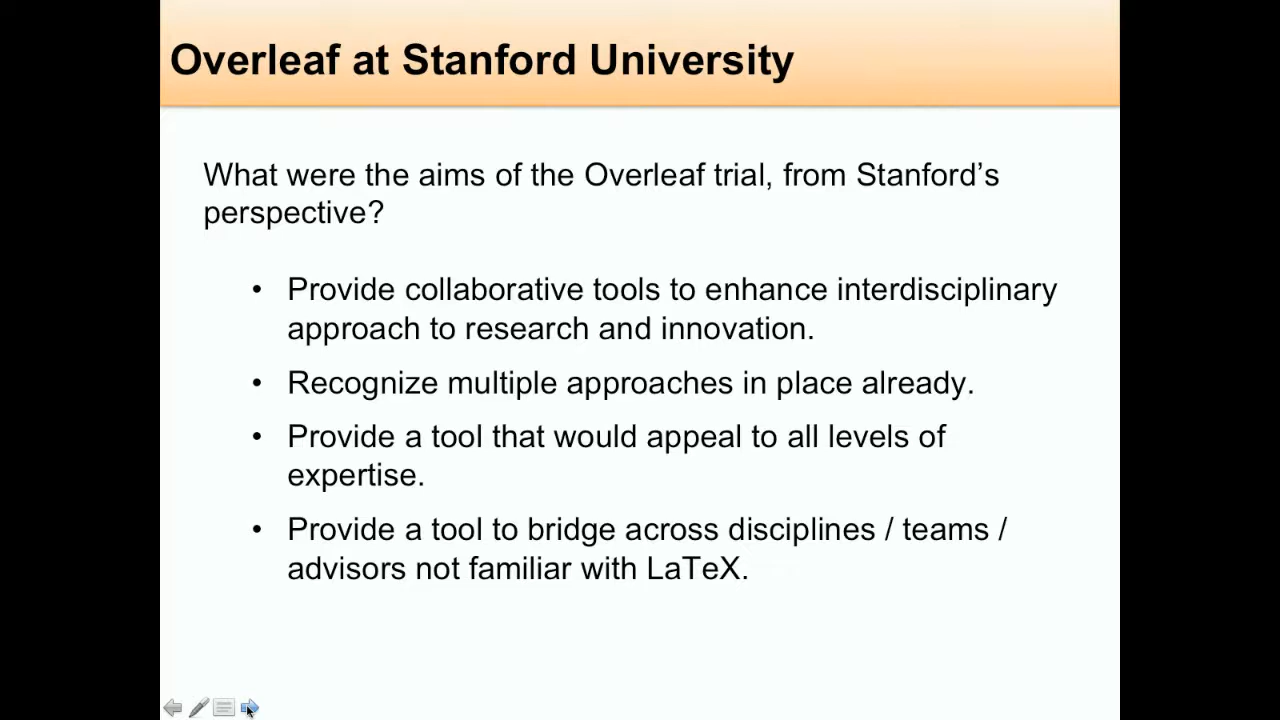 Overleaf at Stanford University
What were the aims of the Overleaf trial, from Stanford’s
perspective?
• Provide collaborative tools to enhance interdisciplinary
approach to research and innovation.
• Recognize multiple approaches in place already.
• Provide a tool that would appeal to all levels of
expertise.
• Provide a tool to bridge across disciplines / teams /
advisors not familiar with LaTeX.